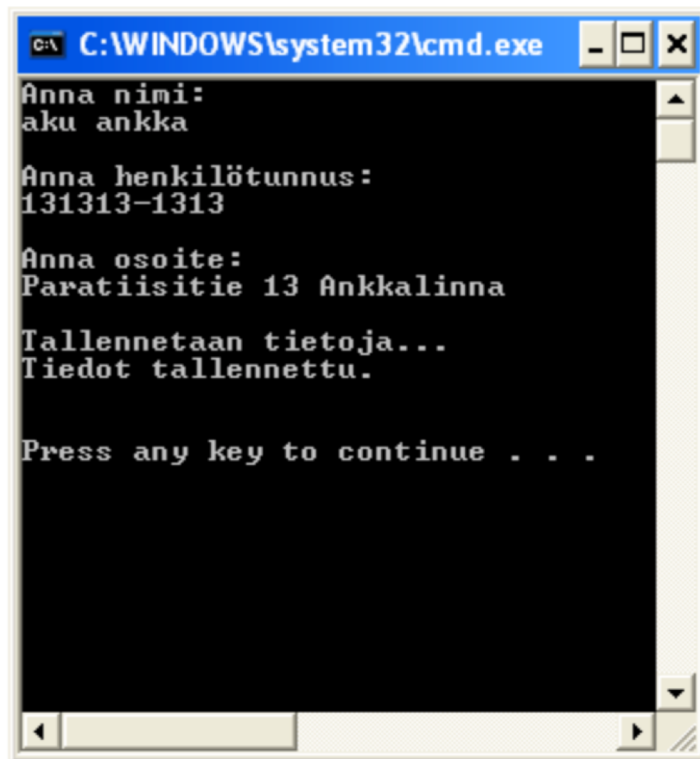 C:\WINDOWS\system32\cmd.exe
Anna nimi:
aku ankka
Anna henkilötunnus:
131313-1313
Anna osoite:
Paratiisitie 13 Ankkalinna
Tallennetaan tietoja...
Tiedot tallennettu.
Press any key to continue . . .